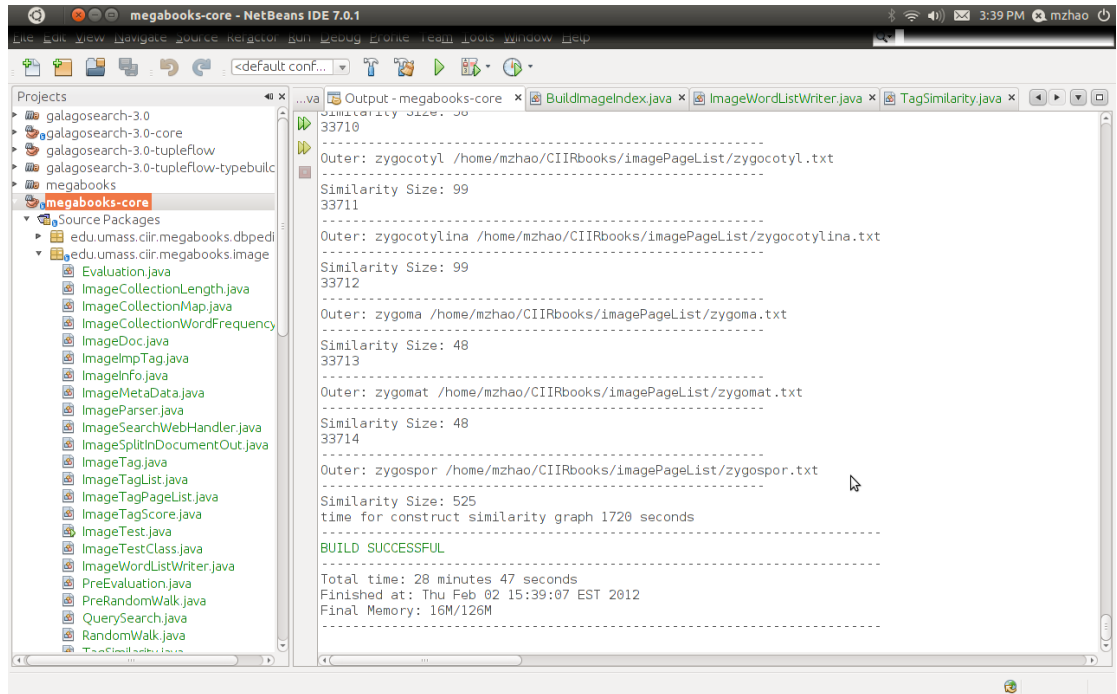 megabooks-core - NetBeans IDE 7.0.1
3:39 PM mzhao
File Edit View Navigate Source Refactor Run Debug Profile Team Tools Window Help
<default conf...
Projects
galagosearch-3.0
galagosearch-3.0-core
galagosearch-3.0-tupleflow
galagosearch-3.0-tupleflow-typebuilc
megabooks
megabooks-core
Source Packages
edu.umass.ciir.megabooks.dbpedi
edu.umass.ciir.megabooks.image
Evaluation.java
ImageCollectionLength.java
ImageCollectionMap.java
ImageCollectionWordFrequency
ImageDoc.java
ImageImpTag.java
ImageInfo.java
ImageMetaData.java
ImageParser.java
ImageSearchWebHandler.java
ImageSplitInDocumentOut.java
ImageTag.java
ImageTagList.java
ImageTagPageList.java
ImageTagScore.java
ImageTest.java
ImageTestClass.java
ImageWordListWriter.java
PreEvaluation.java
PreRandomWalk.java
QuerySearch.java
RandomWalk.java
TagSimilarity.java
...va Output - megabooks-core BuildImageIndex.java ImageWordListWriter.java TagSimilarity.java
Similarity Size: 58
33710
---------------------------------------------------------
Outer: zygocotyl /home/mzhao/CIIRbooks/imagePageList/zygocotyl.txt
---------------------------------------------------------
Similarity Size: 99
33711
---------------------------------------------------------
Outer: zygocotylina /home/mzhao/CIIRbooks/imagePageList/zygocotylina.txt
---------------------------------------------------------
Similarity Size: 99
33712
---------------------------------------------------------
Outer: zygoma /home/mzhao/CIIRbooks/imagePageList/zygoma.txt
---------------------------------------------------------
Similarity Size: 48
33713
---------------------------------------------------------
Outer: zygomat /home/mzhao/CIIRbooks/imagePageList/zygomat.txt
---------------------------------------------------------
Similarity Size: 48
33714
---------------------------------------------------------
Outer: zygospor /home/mzhao/CIIRbooks/imagePageList/zygospor.txt
---------------------------------------------------------
Similarity Size: 525
time for construct similarity graph 1720 seconds
------------------------------------------------------------------------
BUILD SUCCESSFUL
------------------------------------------------------------------------
Total time: 28 minutes 47 seconds
Finished at: Thu Feb 02 15:39:07 EST 2012
Final Memory: 16M/126M
------------------------------------------------------------------------